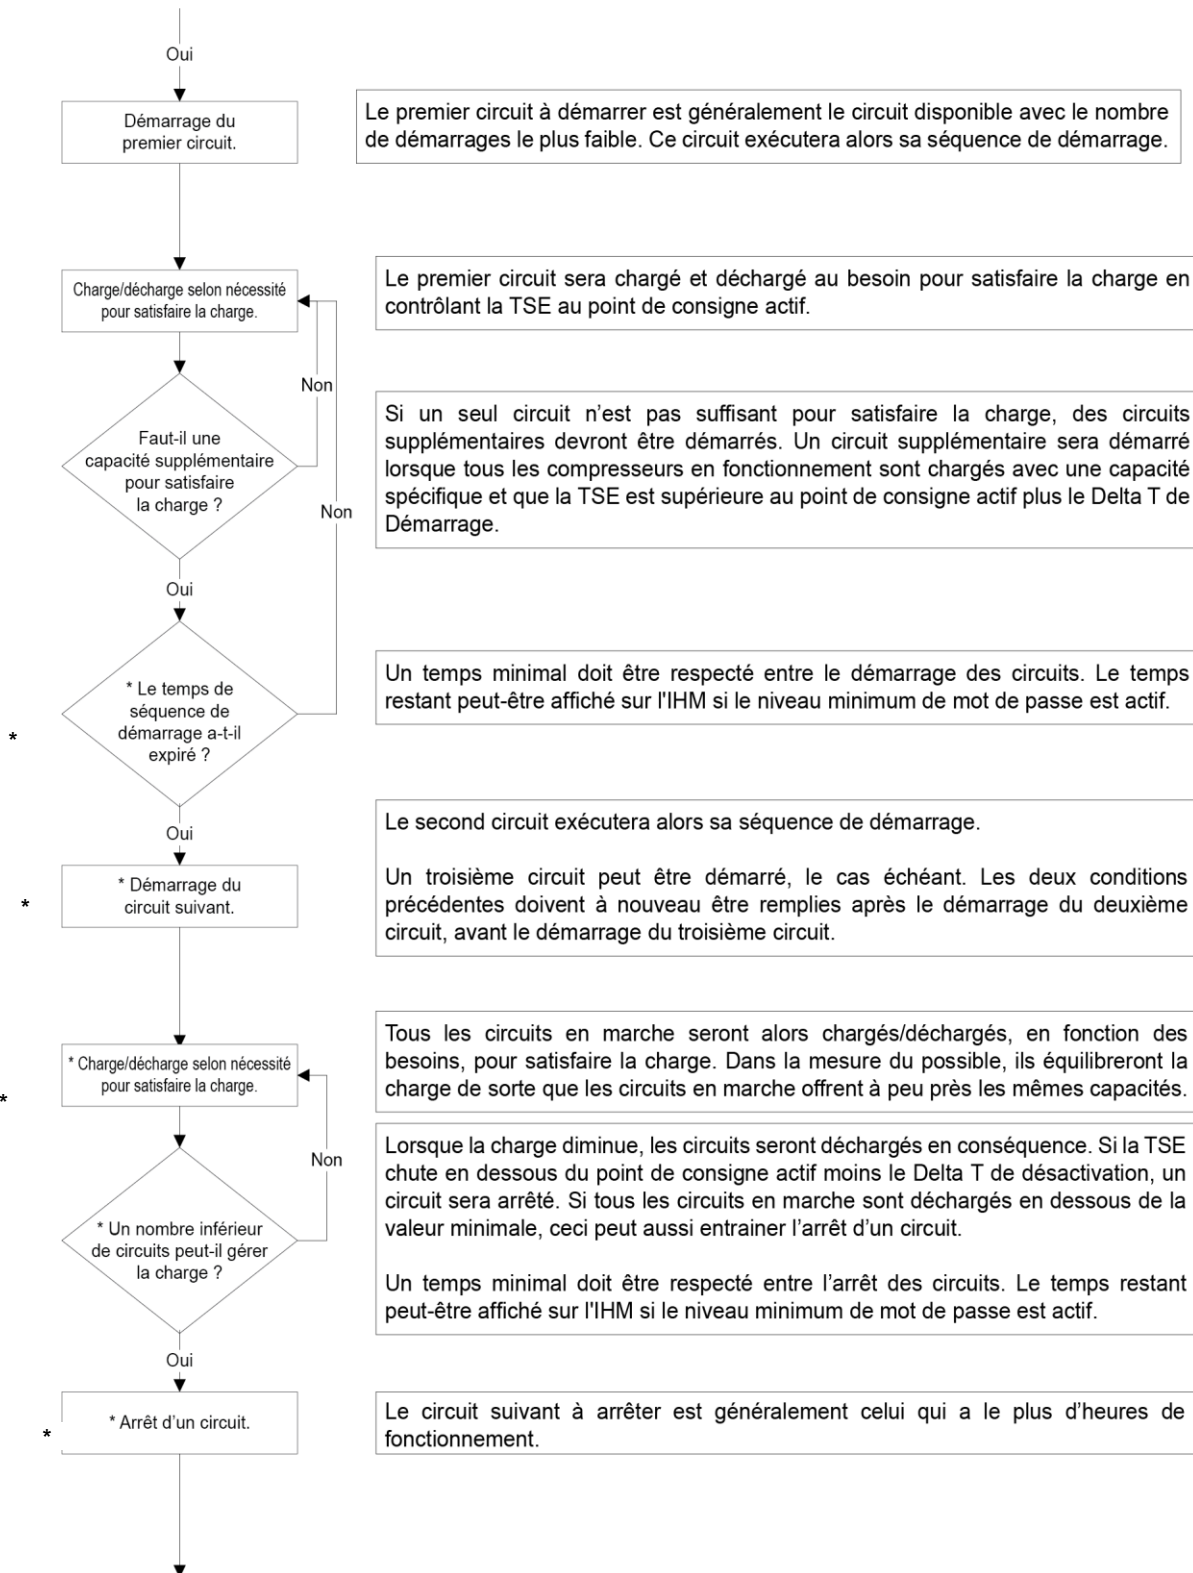 Oui
Démarrage du
premier circuit.
Le premier circuit à démarrer est généralement le circuit disponible avec le nombre
de démarrages le plus faible. Ce circuit exécutera alors sa séquence de démarrage.
Charge/décharge selon nécessité
pour satisfaire la charge.
Le premier circuit sera chargé et déchargé au besoin pour satisfaire la charge en
contrôlant la TSE au point de consigne actif.
Non
Faut-il une
capacité supplémentaire
pour satisfaire
la charge ?
Si un seul circuit n’est pas suffisant pour satisfaire la charge, des circuits
supplémentaires devront être démarrés. Un circuit supplémentaire sera démarré
lorsque tous les compresseurs en fonctionnement sont chargés avec une capacité
spécifique et que la TSE est supérieure au point de consigne actif plus le Delta T de
Démarrage.
Non
Oui
* Le temps de
séquence de
démarrage a-t-il
expiré ?
*
Un temps minimal doit être respecté entre le démarrage des circuits. Le temps
restant peut-être affiché sur l'IHM si le niveau minimum de mot de passe est actif.
Oui
* Démarrage du
circuit suivant.
*
Le second circuit exécutera alors sa séquence de démarrage.
Un troisième circuit peut être démarré, le cas échéant. Les deux conditions
précédentes doivent à nouveau être remplies après le démarrage du deuxième
circuit, avant le démarrage du troisième circuit.
* Charge/décharge selon nécessité
pour satisfaire la charge.
*
Tous les circuits en marche seront alors chargés/déchargés, en fonction des
besoins, pour satisfaire la charge. Dans la mesure du possible, ils équilibreront la
charge de sorte que les circuits en marche offrent à peu près les mêmes capacités.
Non
* Un nombre inférieur
de circuits peut-il gérer
la charge ?
Lorsque la charge diminue, les circuits seront déchargés en conséquence. Si la TSE
chute en dessous du point de consigne actif moins le Delta T de désactivation, un
circuit sera arrêté. Si tous les circuits en marche sont déchargés en dessous de la
valeur minimale, ceci peut aussi entrainer l’arrêt d’un circuit.
Un temps minimal doit être respecté entre l’arrêt des circuits. Le temps restant
peut-être affiché sur l'IHM si le niveau minimum de mot de passe est actif.
Oui
* Arrêt d’un circuit.
*
Le circuit suivant à arrêter est généralement celui qui a le plus d’heures de
fonctionnement.